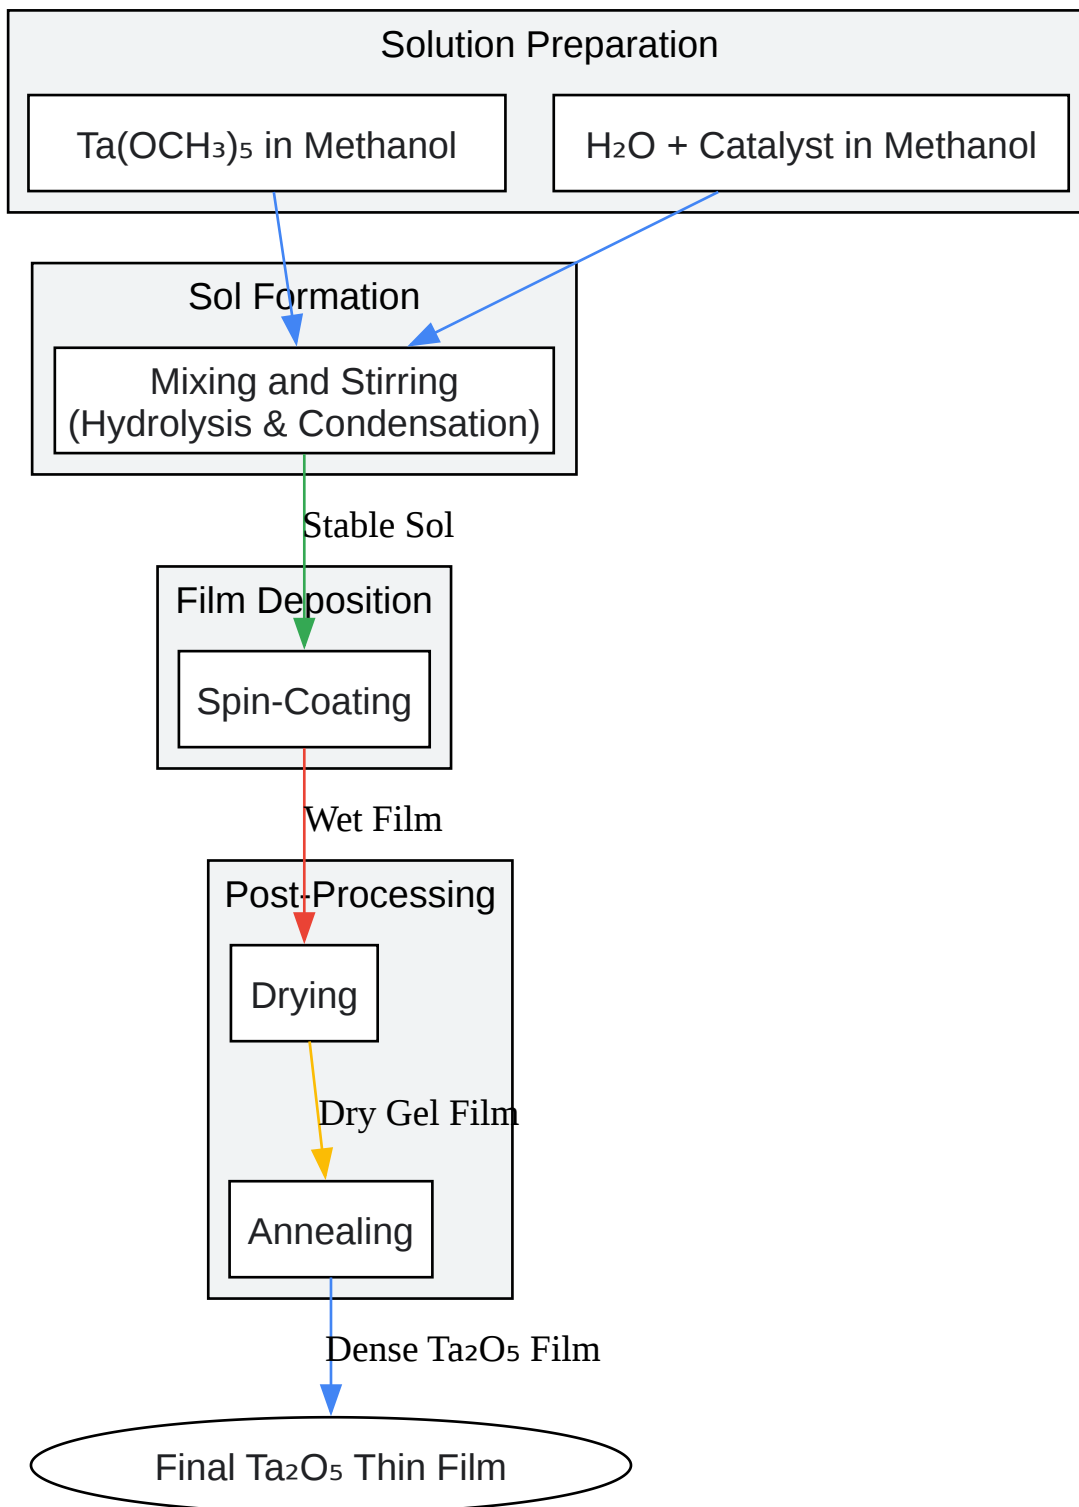 Solution Preparation
Ta(OCH₃)₅ in Methanol
H₂O + Catalyst in Methanol
Sol Formation
Mixing and Stirring
(Hydrolysis & Condensation)
Stable Sol
Film Deposition
Spin-Coating
Wet Film
Post-Processing
Drying
Dry Gel Film
Annealing
Dense Ta₂O₅ Film
Final Ta₂O₅ Thin Film